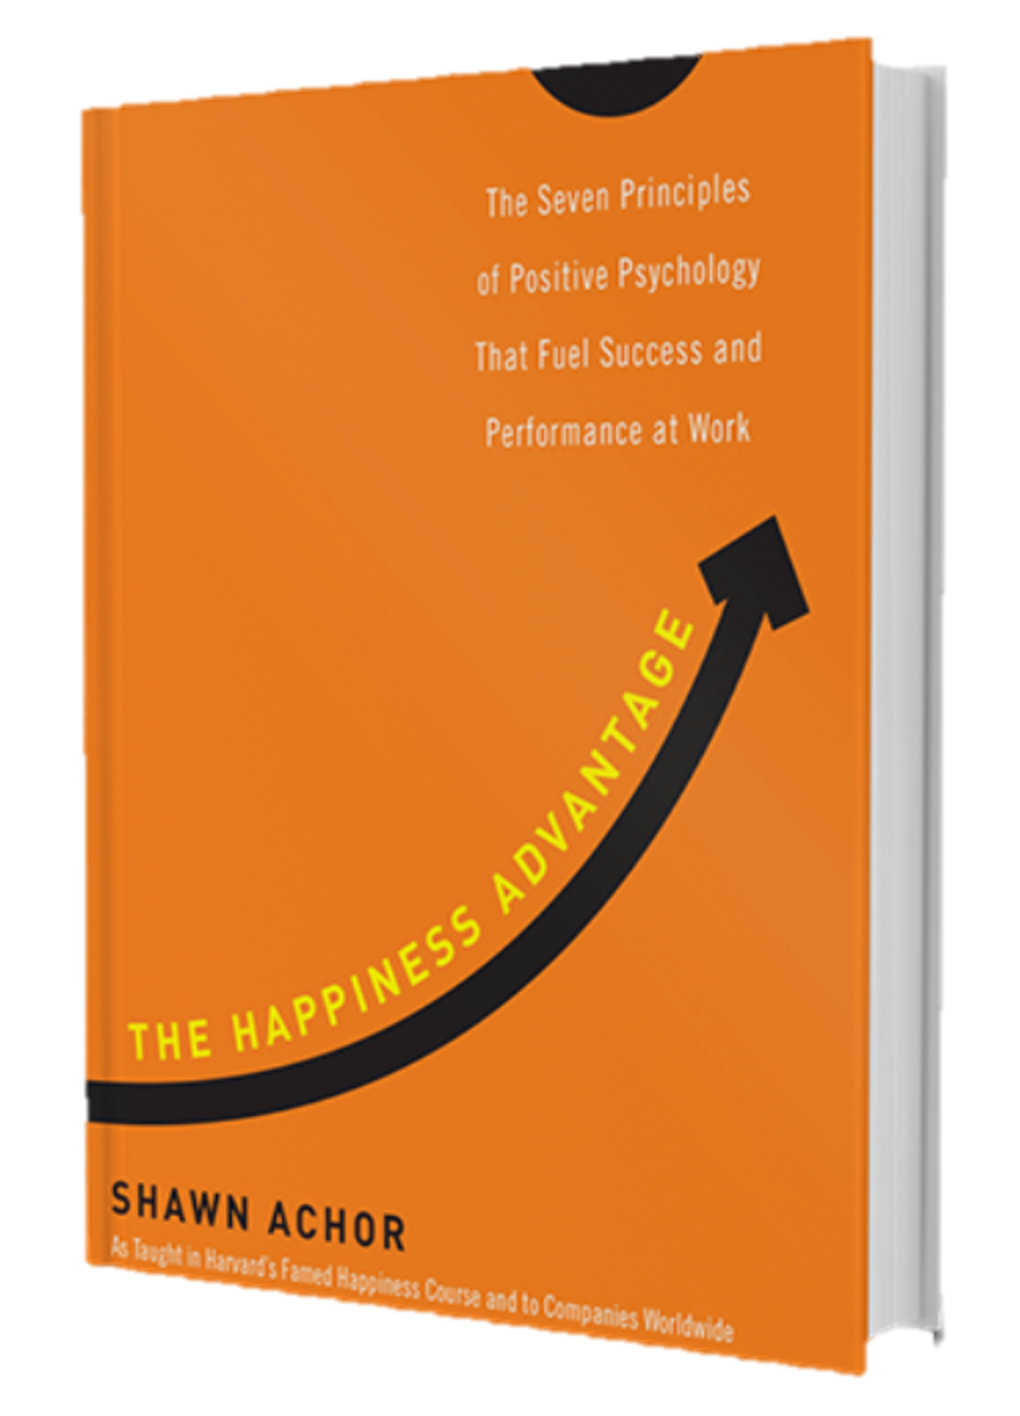 The Seven Principles
of Positive Psychology
That Fuel Success and
Performance at Work
THE HAPPINESS ADVANTAGE
SHAWN ACHOR
As Taught in Harvard's Famed Happiness Course and to Companies Worldwide